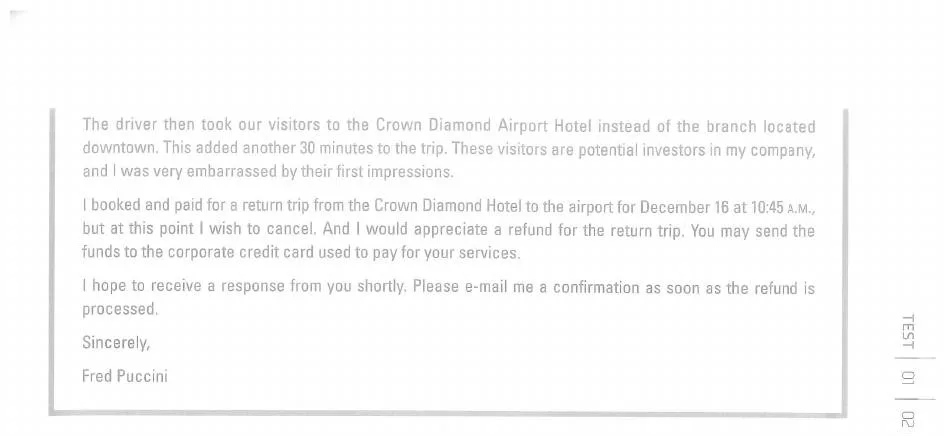 The driver then took our visitors to the Crown Diamond Airport Hotel instead of the branch located
downtown. This added another 30 minutes to the trip. These visitors are potential investors in my company,
and I was very embarrassed by their first impressions.
I booked and paid for a return trip from the Crown Diamond Hotel to the airport for December 16 at 10:45 A.M.,
but at this point I wish to cancel. And I would appreciate a refund for the return trip. You may send the
funds to the corporate credit card used to pay for your services.
I hope to receive a response from you shortly. Please e-mail me a confirmation as soon as the refund is
processed.
Sincerely,
Fred Puccini
TEST 01 02